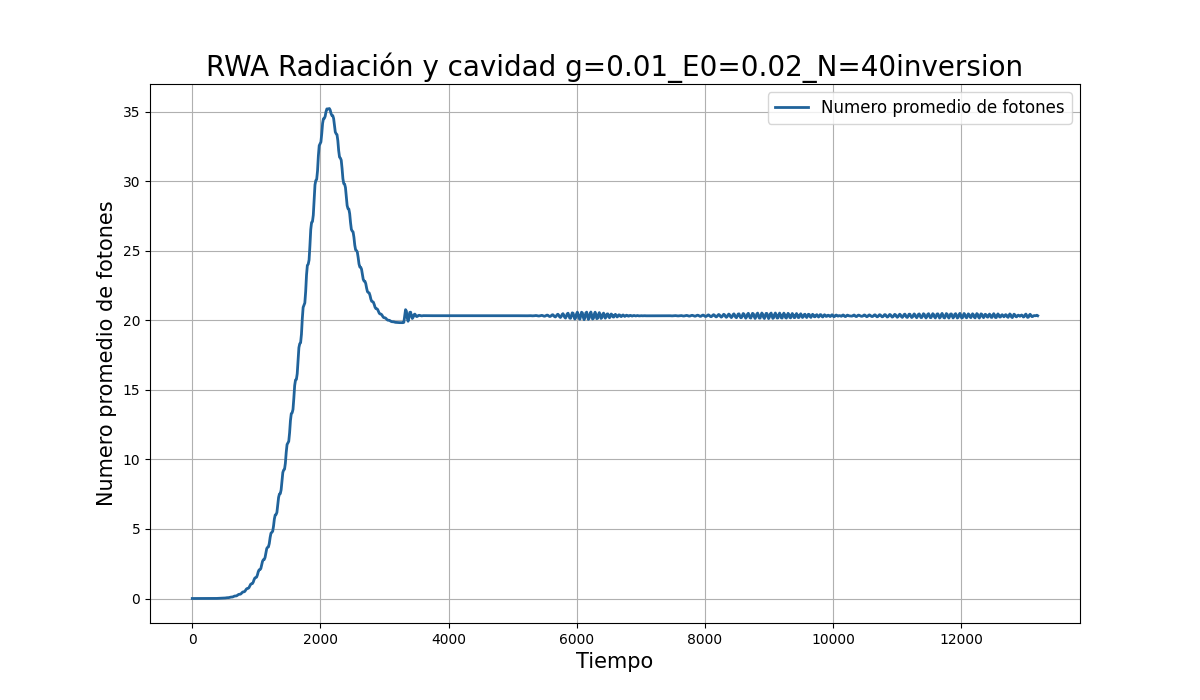 RWA Radiación y cavidad g=0.01_E0=0.02_N=40inversion
Numero promedio de fotones
Numero promedio de fotones
35
30
25
20
15
10
5
0
0 2000 4000 6000 8000 10000 12000
Tiempo